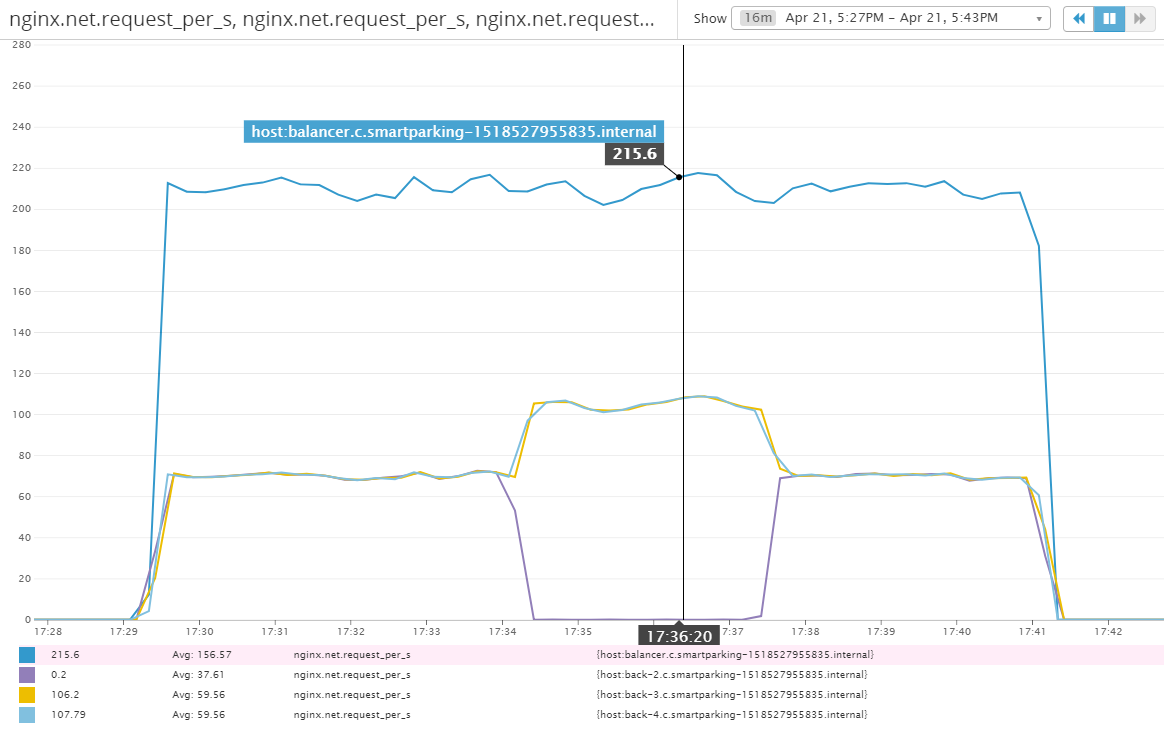 nginx.net.request_per_s, nginx.net.request_per_s, nginx.net.request...
Show 16m Apr 21, 5:27PM – Apr 21, 5:43PM
280
260
240
host:balancer.c.smartparking-1518527955835.internal
215.6
220
200
180
160
140
120
100
80
60
40
20
0
17:28 17:29 17:30 17:31 17:32 17:33 17:34 17:35 17:36:20 17:37 17:38 17:39 17:40 17:41 17:42
215.6 Avg: 156.57 nginx.net.request_per_s {host:balancer.c.smartparking-1518527955835.internal}
0.2 Avg: 37.61 nginx.net.request_per_s {host:back-2.c.smartparking-1518527955835.internal}
106.2 Avg: 59.56 nginx.net.request_per_s {host:back-3.c.smartparking-1518527955835.internal}
107.79 Avg: 59.56 nginx.net.request_per_s {host:back-4.c.smartparking-1518527955835.internal}